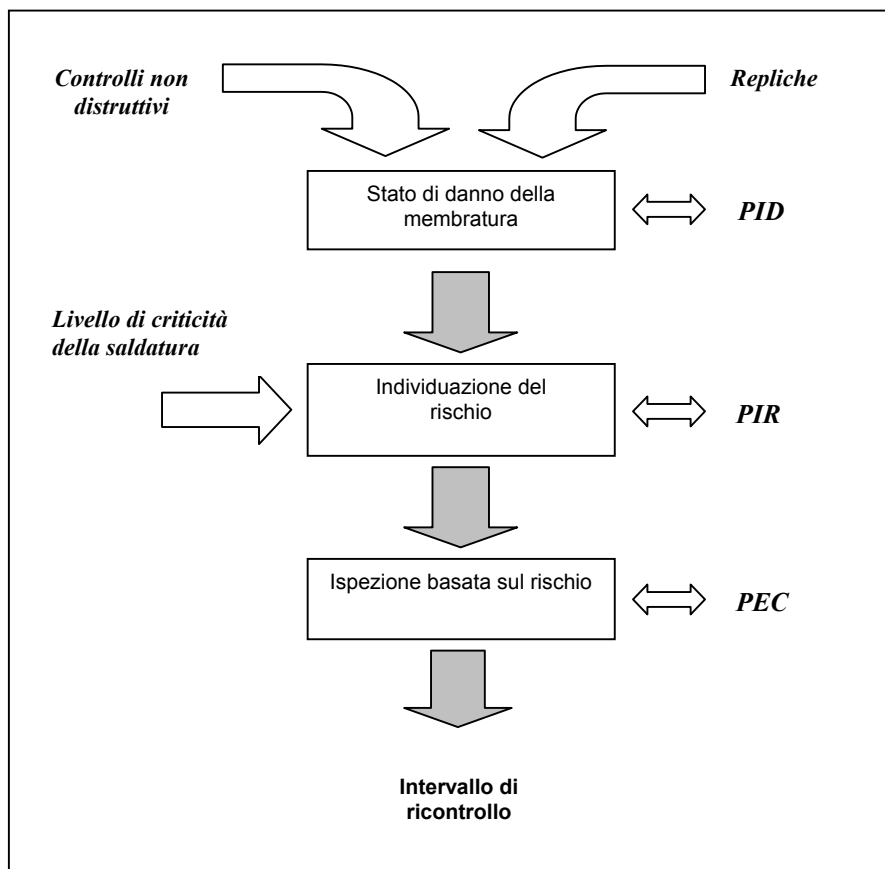 Controlli non
distruttivi
Repliche
Stato di danno della
membratura
PID
Livello di criticità
della saldatura
Individuazione del
rischio
PIR
Ispezione basata sul rischio
PEC
Intervallo di
ricontrollo